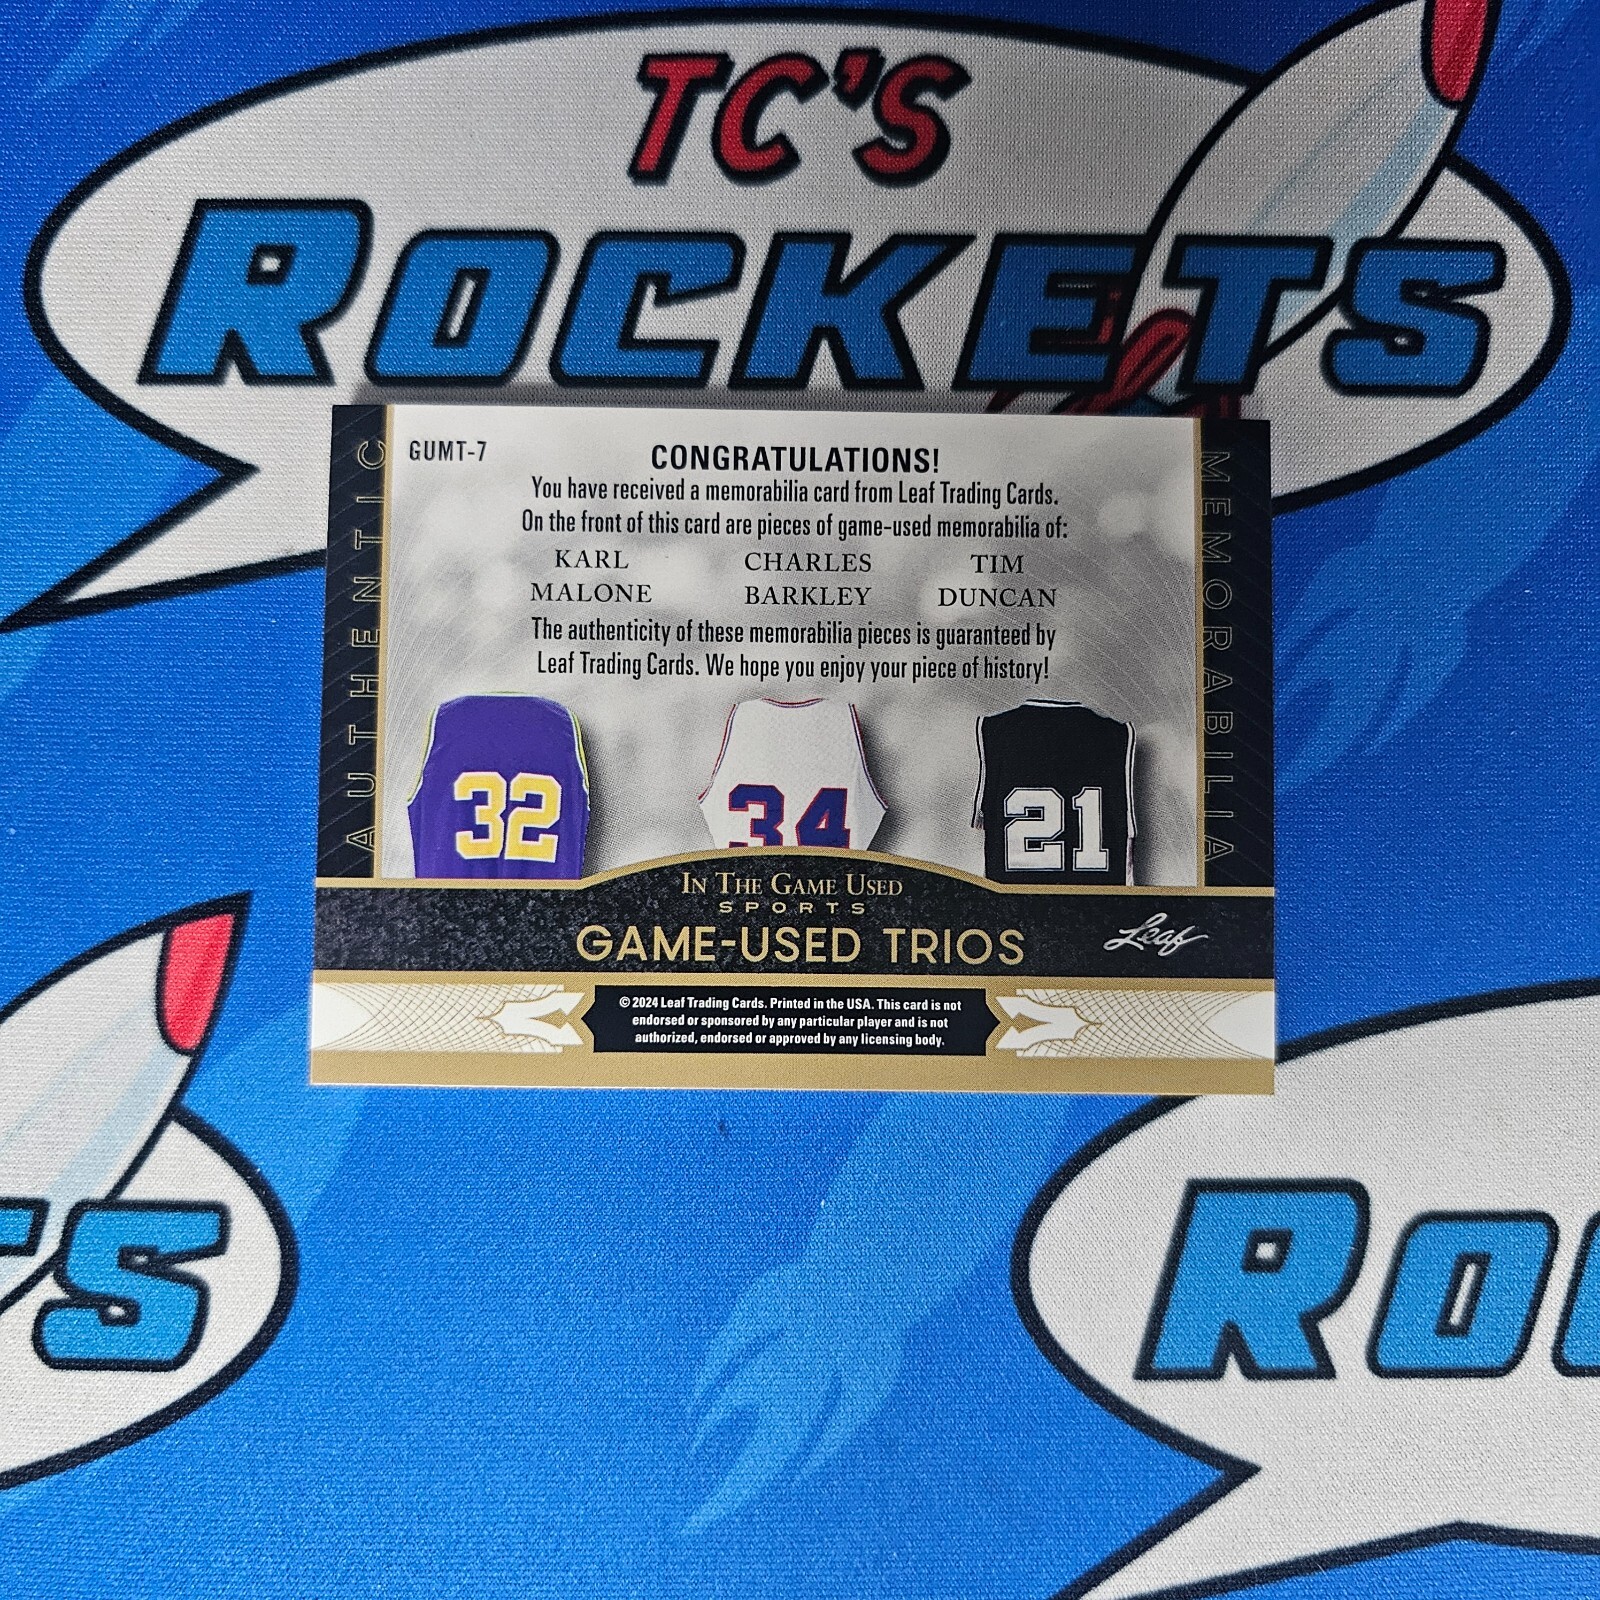 TC'S
ROCKETS
GUMT-7
AUTHENTIC
MEMORABILIA
CONGRATULATIONS!
You have received a memorabilia card from Leaf Trading Cards.
On the front of this card are pieces of game-used memorabilia of:
KARL CHARLES TIM
MALONE BARKLEY DUNCAN
The authenticity of these memorabilia pieces is guaranteed by
Leaf Trading Cards. We hope you enjoy your piece of history!
32 34 21
IN THE GAME USED
SPORTS
GAME-USED TRIOS
Leaf
© 2024 Leaf Trading Cards. Printed in the USA. This card is not
endorsed or sponsored by any particular player and is not
authorized, endorsed or approved by any licensing body.
TS
RO